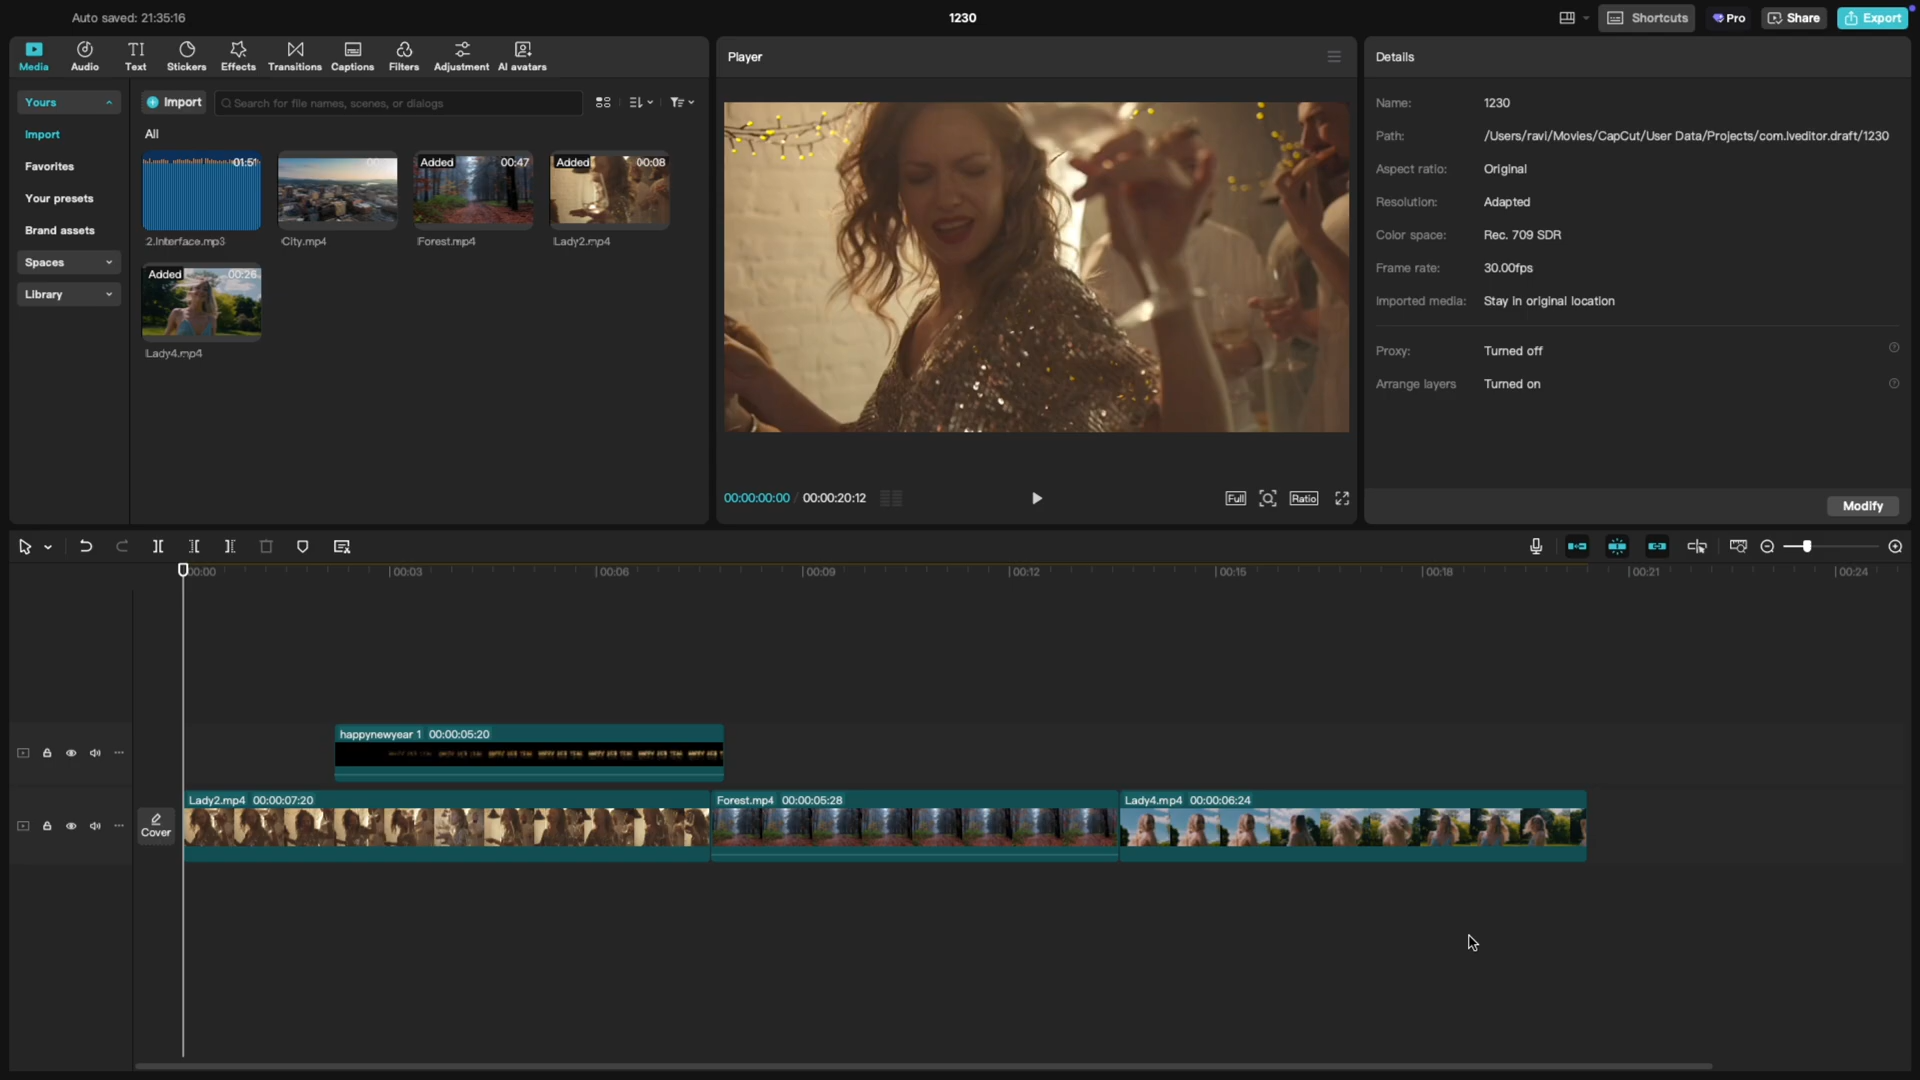 Auto saved: 21:35:16
1230
Shortcuts
Pro
Share
Export
Media
Audio
Text
Stickers
Effects
Transitions
Captions
Filters
Adjustment
AI avatars
Yours
Import
Favorites
Your presets
Brand assets
Spaces
Library
Import
Search for file names, scenes, or dialogs
All
01:51
2.Interface.mp3
City.mp4
Added
00:47
Forest.mp4
Added
00:08
Lady2.mp4
Added
00:26
Lady4.mp4
Player
00:00:00:00 / 00:00:20:12
Full
Ratio
Details
Name: 1230
Path: /Users/ravi/Movies/CapCut/User Data/Projects/com.lveditor.draft/1230
Aspect ratio: Original
Resolution: Adapted
Color space: Rec. 709 SDR
Frame rate: 30.00fps
Imported media: Stay in original location
Proxy: Turned off
Arrange layers Turned on
Modify
00:00
00:03
00:06
00:09
00:12
00:15
00:18
00:21
00:24
happynewyear 1 00:00:05:20
Cover
Lady2.mp4 00:00:07:20
Forest.mp4 00:00:05:28
Lady4.mp4 00:00:06:24